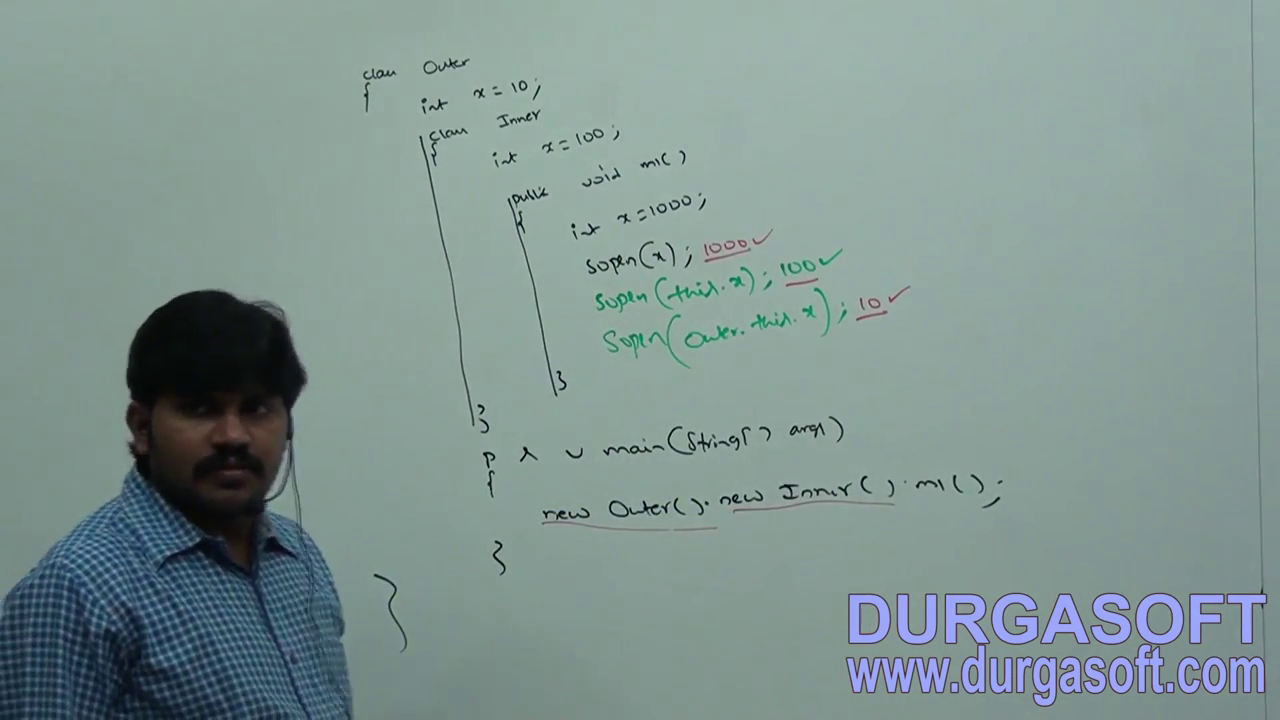 class Outer
{
int x = 10;
class Inner
{
int x = 100;
public void m1()
{
int x = 1000;
sopln(x); 1000 ✓
sopln(this.x); 100 ✓
sopln(Outer.this.x); 10 ✓
}
}
p s v main(String[] args)
{
new Outer().new Inner().m1();
}
}
DURGASOFT
www.durgasoft.com